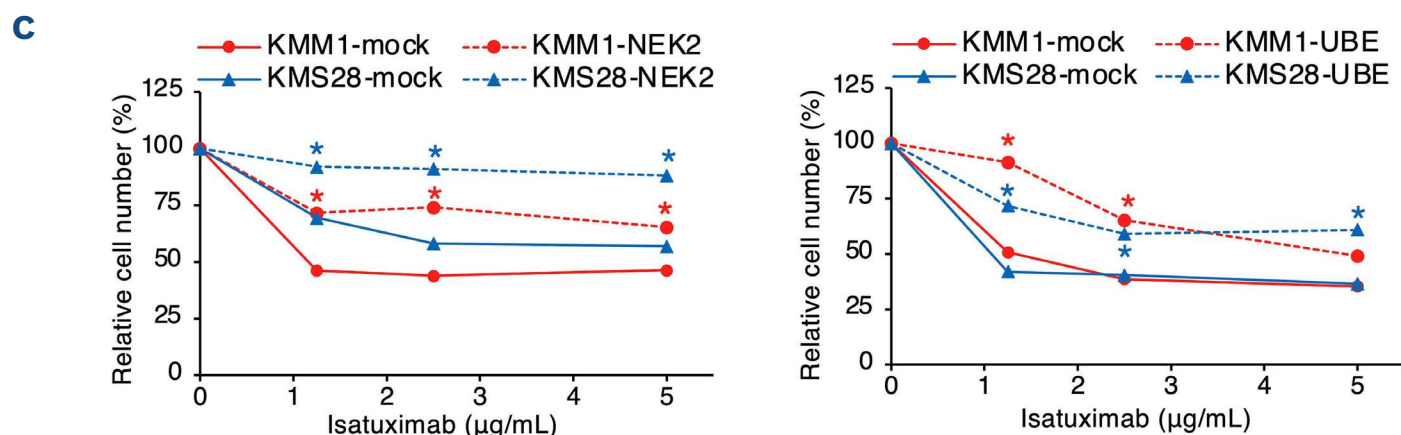 C
KMM1-mock KMM1-NEK2
KMS28-mock KMS28-NEK2
Relative cell number (%)
125
100
75
50
25
0
* * *
* * *
0 1 2 3 4 5
Isatuximab (µg/mL)
KMM1-mock KMM1-UBE
KMS28-mock KMS28-UBE
Relative cell number (%)
125
100
75
50
25
0
* *
* * *
0 1 2 3 4 5
Isatuximab (µg/mL)